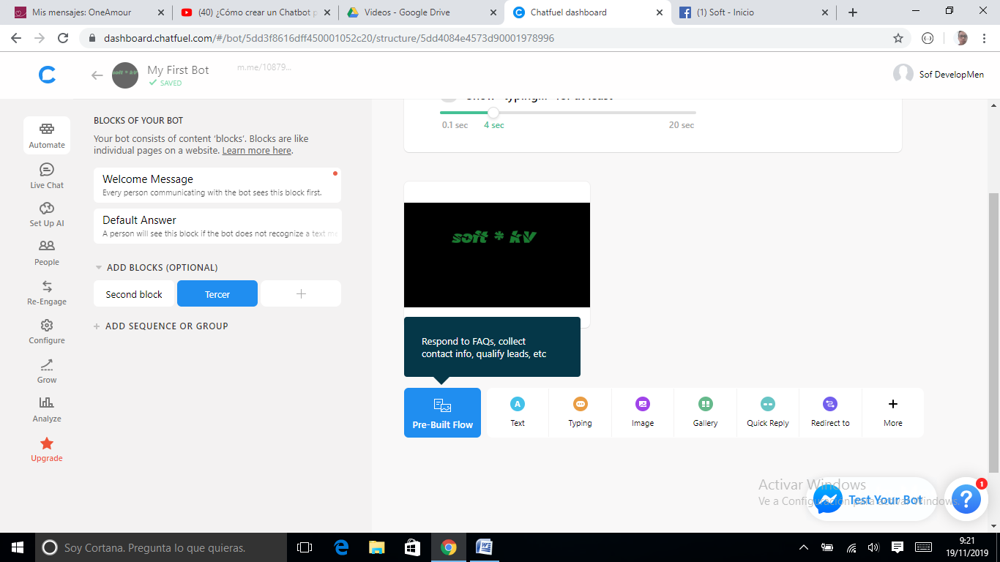 Mis mensajes: OneAmour
(40) ¿Cómo crear un Chatbot p
Videos - Google Drive
Chatfuel dashboard
(1) Soft - Inicio
dashboard.chatfuel.com/#/bot/5dd3f8616dff450001052c20/structure/5dd4084e4573d90001978996
My First Bot
m.me/10879...
SAVED
Sof DevelopMen
Automate
Live Chat
Set Up AI
People
Re-Engage
Configure
Grow
Analyze
Upgrade
BLOCKS OF YOUR BOT
Your bot consists of content 'blocks'. Blocks are like
individual pages on a website. Learn more here.
Welcome Message
Every person communicating with the bot sees this block first.
Default Answer
A person will see this block if the bot does not recognize a text me
ADD BLOCKS (OPTIONAL)
Second block
Tercer
ADD SEQUENCE OR GROUP
Show "typing..." for at least
0.1 sec 4 sec 20 sec
soft * kV
Respond to FAQs, collect
contact info, qualify leads, etc
Pre-Built Flow
Text
Typing
Image
Gallery
Quick Reply
Redirect to
More
Activar Windows
Ve a Configuración para activar Windows.
Test Your Bot
1
Soy Cortana. Pregunta lo que quieras.
9:21
19/11/2019